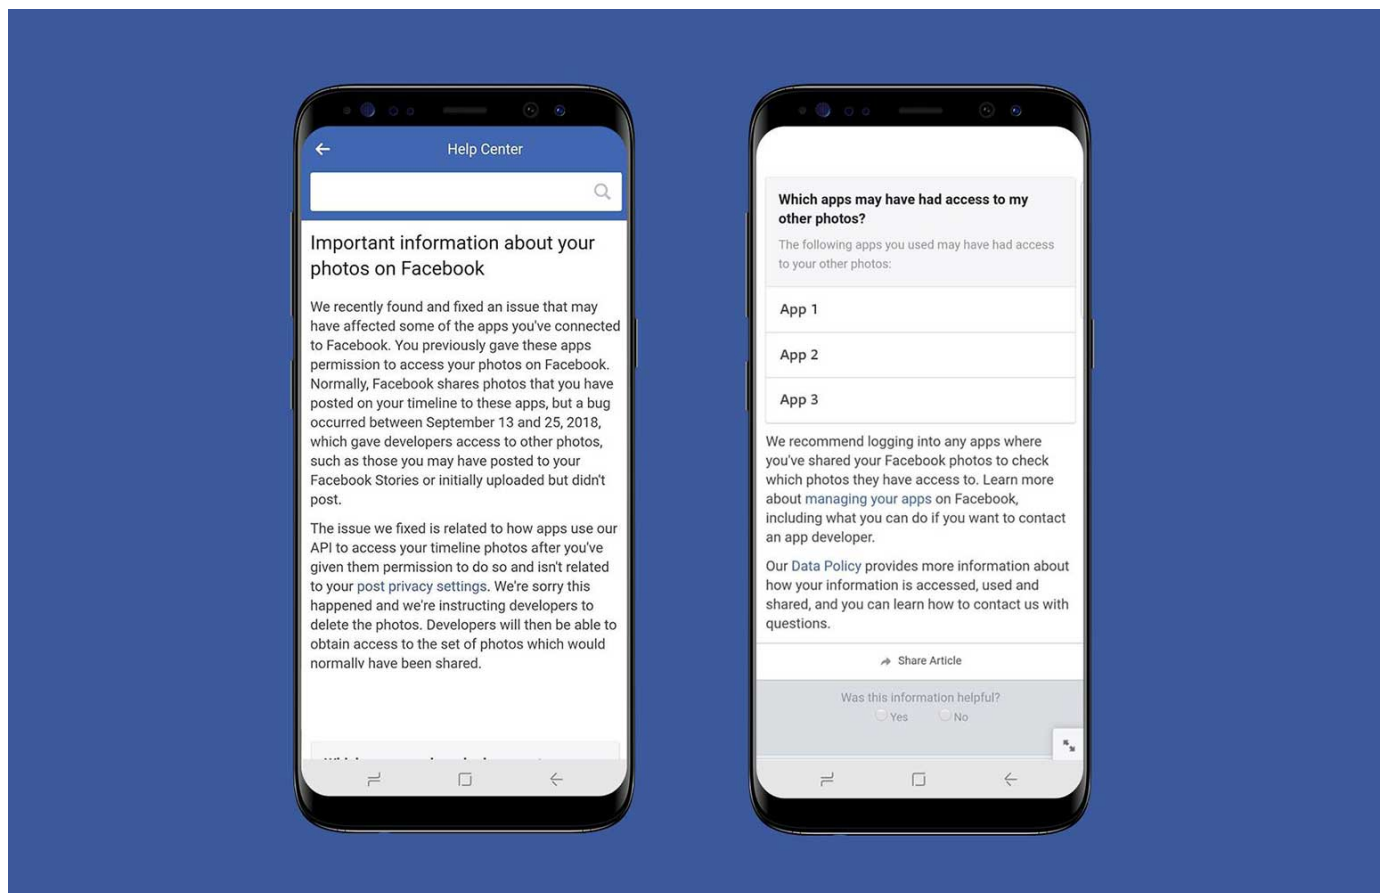 Help Center
Important information about your
photos on Facebook
We recently found and fixed an issue that may
have affected some of the apps you've connected
to Facebook. You previously gave these apps
permission to access your photos on Facebook.
Normally, Facebook shares photos that you have
posted on your timeline to these apps, but a bug
occurred between September 13 and 25, 2018,
which gave developers access to other photos,
such as those you may have posted to your
Facebook Stories or initially uploaded but didn't
post.
The issue we fixed is related to how apps use our
API to access your timeline photos after you've
given them permission to do so and isn't related
to your post privacy settings. We're sorry this
happened and we're instructing developers to
delete the photos. Developers will then be able to
obtain access to the set of photos which would
normally have been shared.
Which apps may have had access to my
other photos?
The following apps you used may have had access
to your other photos:
App 1
App 2
App 3
We recommend logging into any apps where
you've shared your Facebook photos to check
which photos they have access to. Learn more
about managing your apps on Facebook,
including what you can do if you want to contact
an app developer.
Our Data Policy provides more information about
how your information is accessed, used and
shared, and you can learn how to contact us with
questions.
Share Article
Was this information helpful?
Yes No